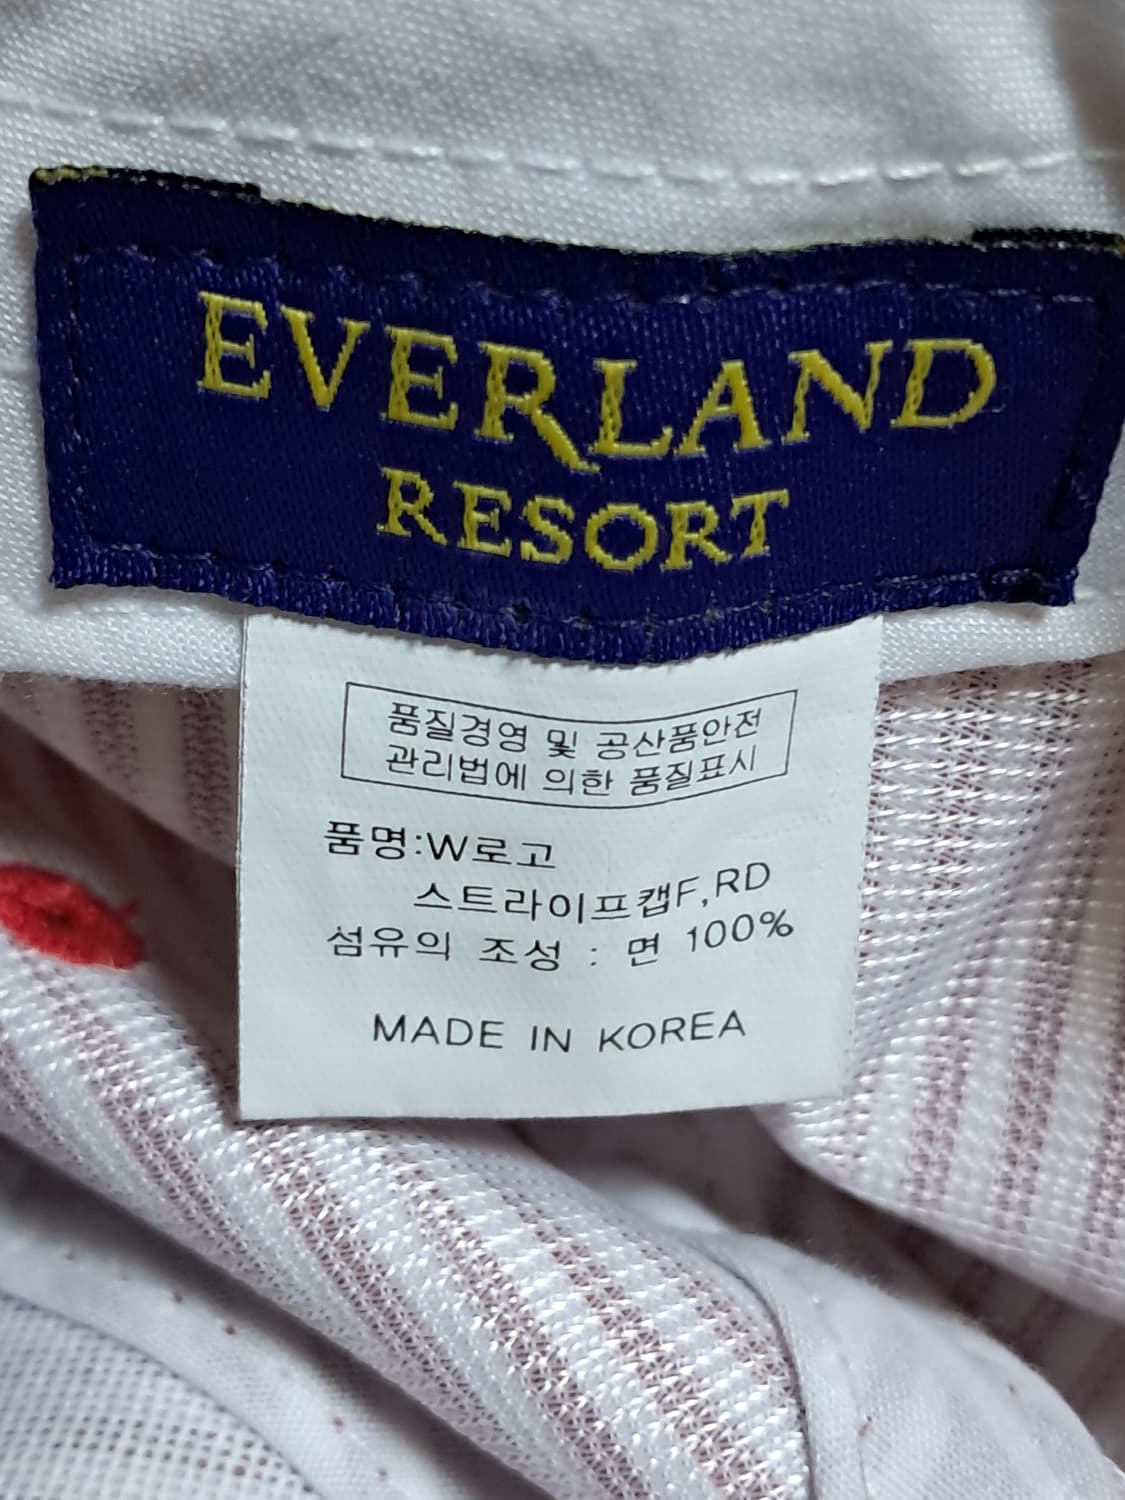 EVERLAND
RESORT
품질경영 및 공산품안전
관리법에 의한 품질표시
품명:W로고
스트라이프캡F,RD
섬유의 조성 : 면 100%
MADE IN KOREA